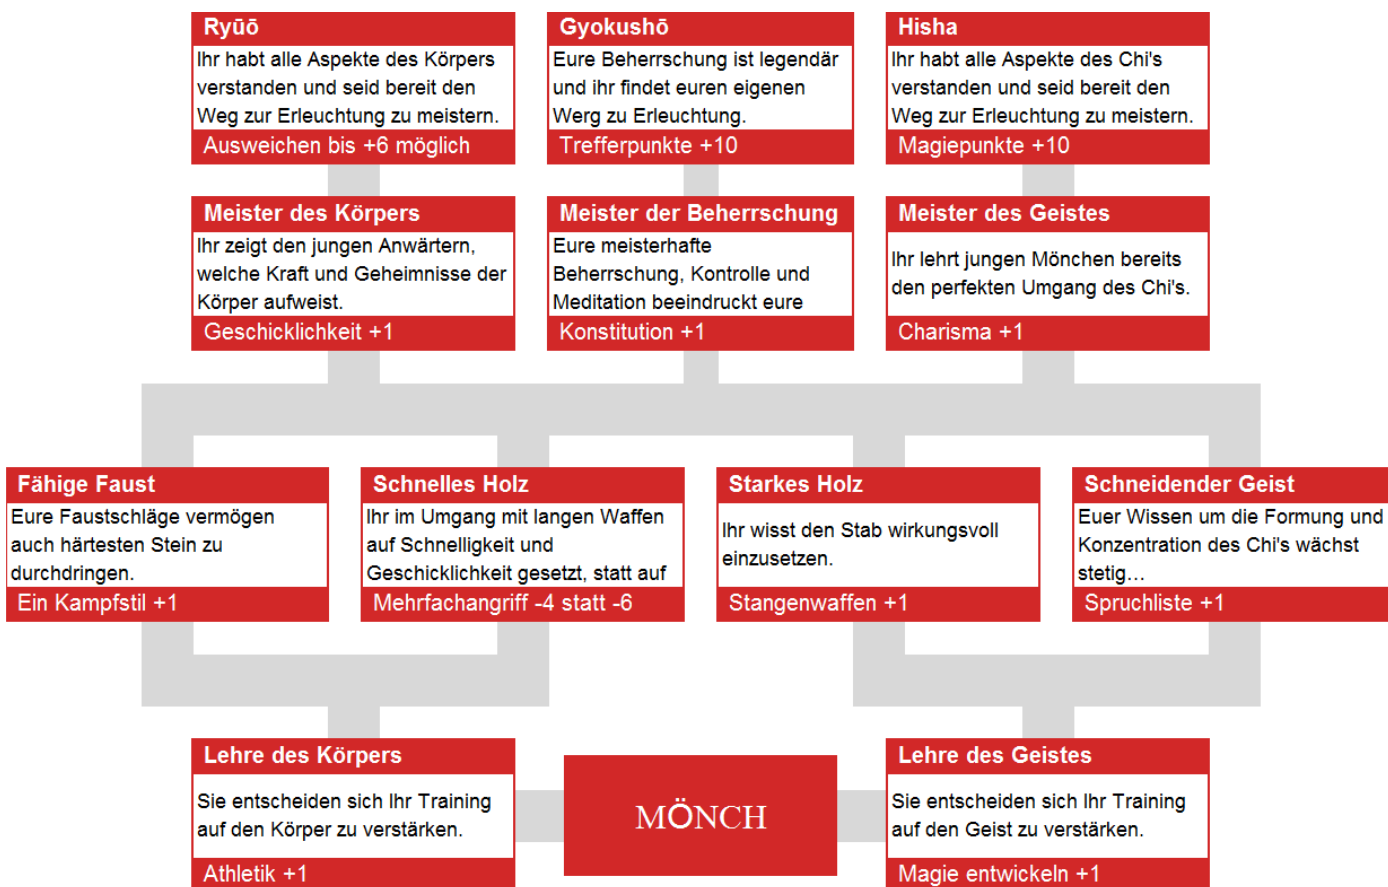 Ryūō
Ihr habt alle Aspekte des Körpers
verstanden und seid bereit den
Weg zur Erleuchtung zu meistern.
Ausweichen bis +6 möglich
Gyokushō
Eure Beherrschung ist legendär
und ihr findet euren eigenen
Werg zu Erleuchtung.
Trefferpunkte +10
Hisha
Ihr habt alle Aspekte des Chi's
verstanden und seid bereit den
Weg zur Erleuchtung zu meistern.
Magiepunkte +10
Meister des Körpers
Ihr zeigt den jungen Anwärtern,
welche Kraft und Geheimnisse der
Körper aufweist.
Geschicklichkeit +1
Meister der Beherrschung
Eure meisterhafte
Beherrschung, Kontrolle und
Meditation beeindruckt eure
Konstitution +1
Meister des Geistes
Ihr lehrt jungen Mönchen bereits
den perfekten Umgang des Chi's.
Charisma +1
Fähige Faust
Eure Faustschläge vermögen
auch härtesten Stein zu
durchdringen.
Ein Kampfstil +1
Schnelles Holz
Ihr im Umgang mit langen Waffen
auf Schnelligkeit und
Geschicklichkeit gesetzt, statt auf
Mehrfachangriff -4 statt -6
Starkes Holz
Ihr wisst den Stab wirkungsvoll
einzusetzen.
Stangenwaffen +1
Schneidender Geist
Euer Wissen um die Formung und
Konzentration des Chi's wächst
stetig…
Spruchliste +1
Lehre des Körpers
Sie entscheiden sich Ihr Training
auf den Körper zu verstärken.
Athletik +1
MÖNCH
Lehre des Geistes
Sie entscheiden sich Ihr Training
auf den Geist zu verstärken.
Magie entwickeln +1